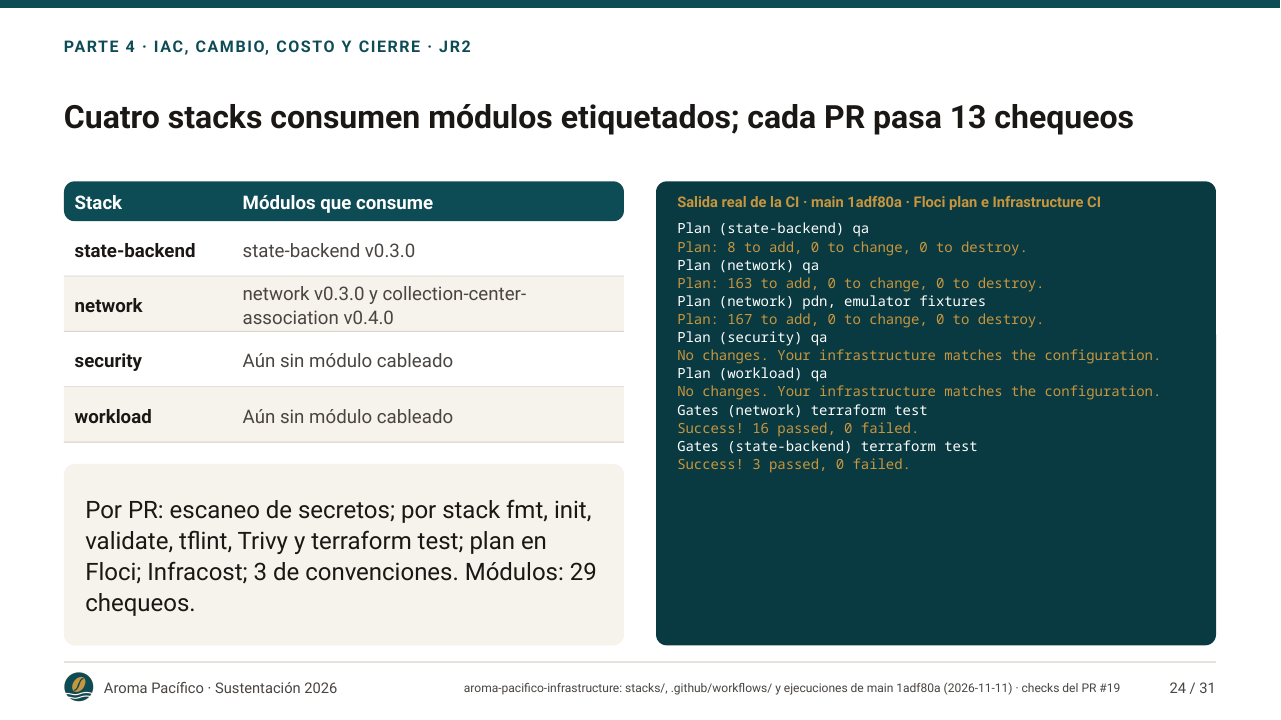 PARTE 4 · IAC, CAMBIO, COSTO Y CIERRE · JR2
Cuatro stacks consumen módulos etiquetados; cada PR pasa 13 chequeos
Stack Módulos que consume
state-backend state-backend v0.3.0
network network v0.3.0 y collection-center-
association v0.4.0
security Aún sin módulo cableado
workload Aún sin módulo cableado
Por PR: escaneo de secretos; por stack fmt, init,
validate, tflint, Trivy y terraform test; plan en
Floci; Infracost; 3 de convenciones. Módulos: 29
chequeos.
Salida real de la CI · main 1adf80a · Floci plan e Infrastructure CI
Plan (state-backend) qa
Plan: 8 to add, 0 to change, 0 to destroy.
Plan (network) qa
Plan: 163 to add, 0 to change, 0 to destroy.
Plan (network) pdn, emulator fixtures
Plan: 167 to add, 0 to change, 0 to destroy.
Plan (security) qa
No changes. Your infrastructure matches the configuration.
Plan (workload) qa
No changes. Your infrastructure matches the configuration.
Gates (network) terraform test
Success! 16 passed, 0 failed.
Gates (state-backend) terraform test
Success! 3 passed, 0 failed.
Aroma Pacífico · Sustentación 2026
aroma-pacifico-infrastructure: stacks/, .github/workflows/ y ejecuciones de main 1adf80a (2026-11-11) · checks del PR #19
24 / 31